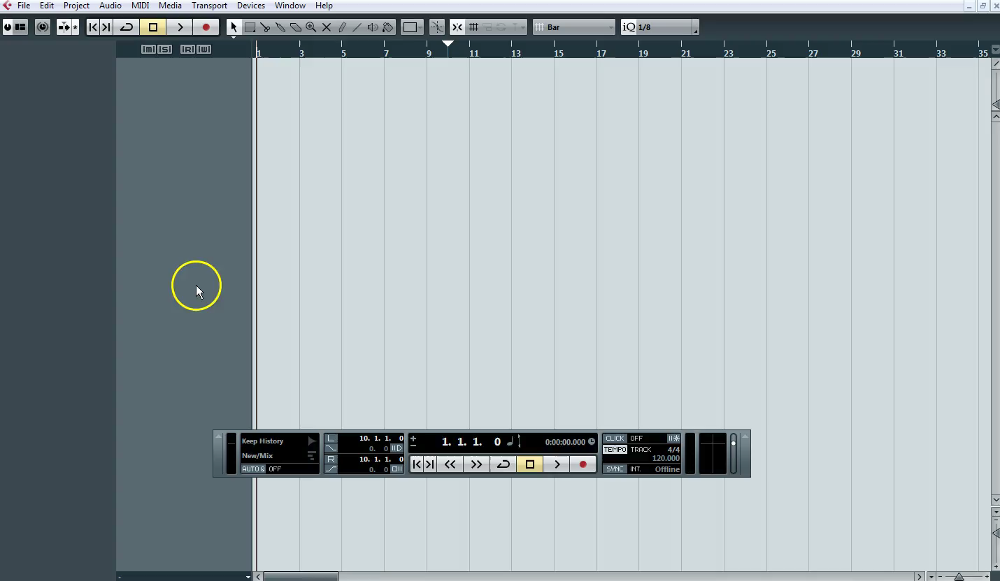 File Edit Project Audio MIDI Media Transport Devices Window Help
Bar iQ 1/8
M S R W
1 3 5 7 9 11 13 15 17 19 21 23 25 27 29 31 33 35
Keep History
New/Mix
AUTO Q OFF
L 10. 1. 1. 0
0. 0
R 10. 1. 1. 0
0. 0
1. 1. 1. 0 0:00:00.000
CLICK OFF
TEMPO TRACK 4/4
120.000
SYNC INT. Offline